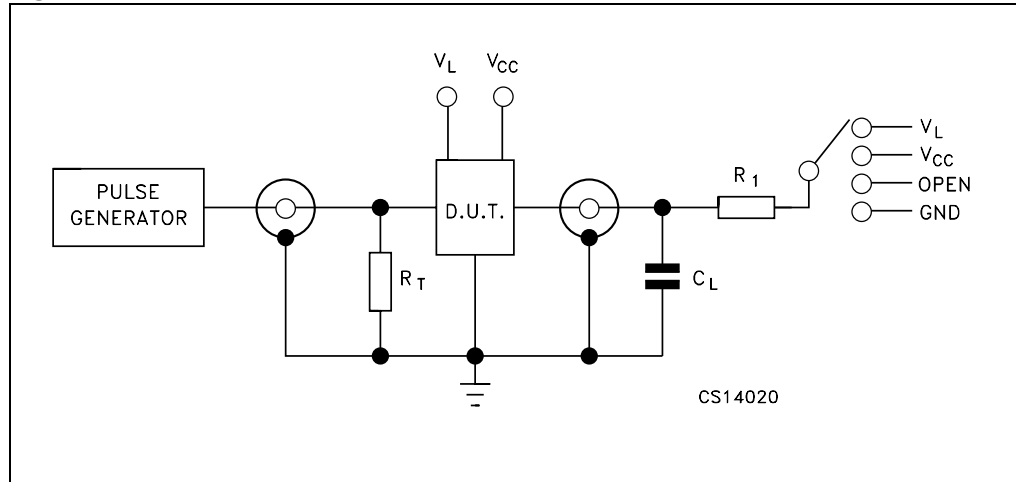 V_L V_CC
PULSE
GENERATOR
D.U.T.
R_T
C_L
R_1
V_L
V_CC
OPEN
GND
CS14020